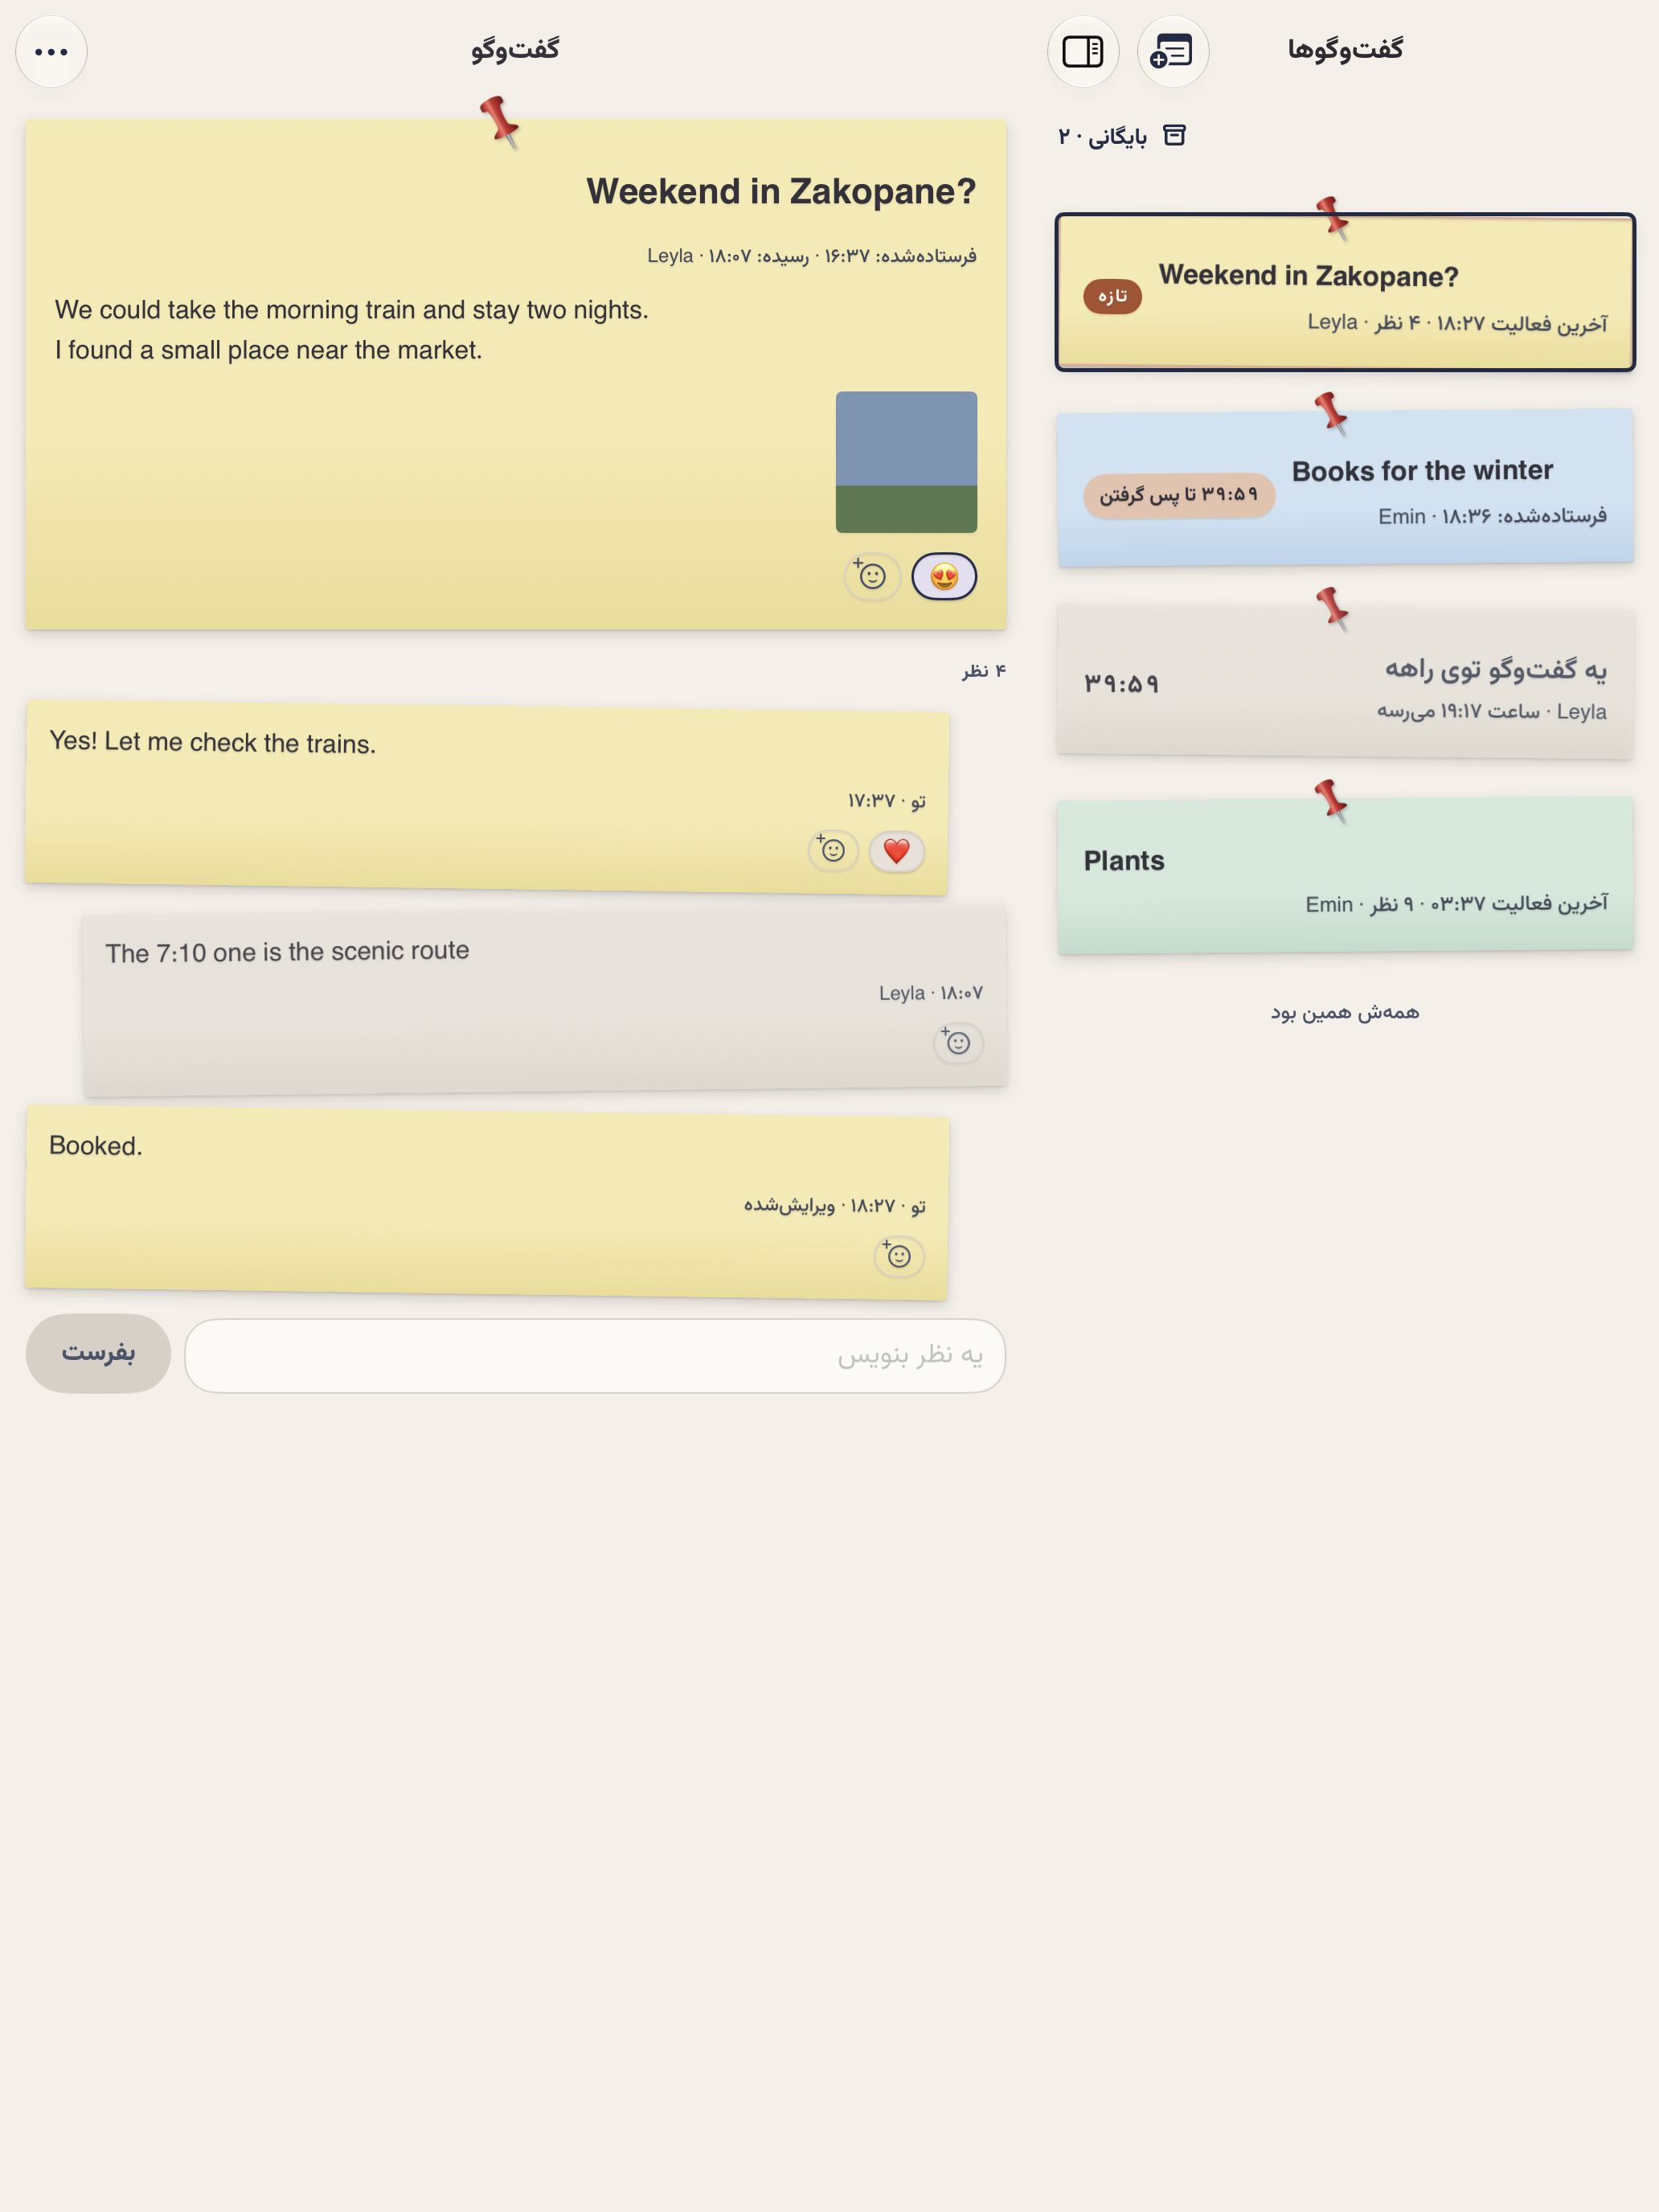 گفت‌وگوها
بایگانی · ۲
Weekend in Zakopane?
تازه
آخرین فعالیت ۱۸:۲۷ · ۴ نظر · Leyla
Books for the winter
۳۹:۵۹ تا پس گرفتن
فرستاده‌شده: ۱۸:۳۶ · Emin
یه گفت‌وگو توی راهه
Leyla · ساعت ۱۹:۱۷ می‌رسه
۳۹:۵۹
Plants
آخرین فعالیت ۰۳:۳۷ · ۹ نظر · Emin
همه‌ش همین بود
گفت‌وگو
Weekend in Zakopane?
فرستاده‌شده: ۱۶:۳۷ · رسیده: ۱۸:۰۷ · Leyla
We could take the morning train and stay two nights.
I found a small place near the market.
۴ نظر
Yes! Let me check the trains.
تو · ۱۷:۳۷
The 7:10 one is the scenic route
Leyla · ۱۸:۰۷
Booked.
تو · ۱۸:۲۷ · ویرایش‌شده
یه نظر بنویس
بفرست